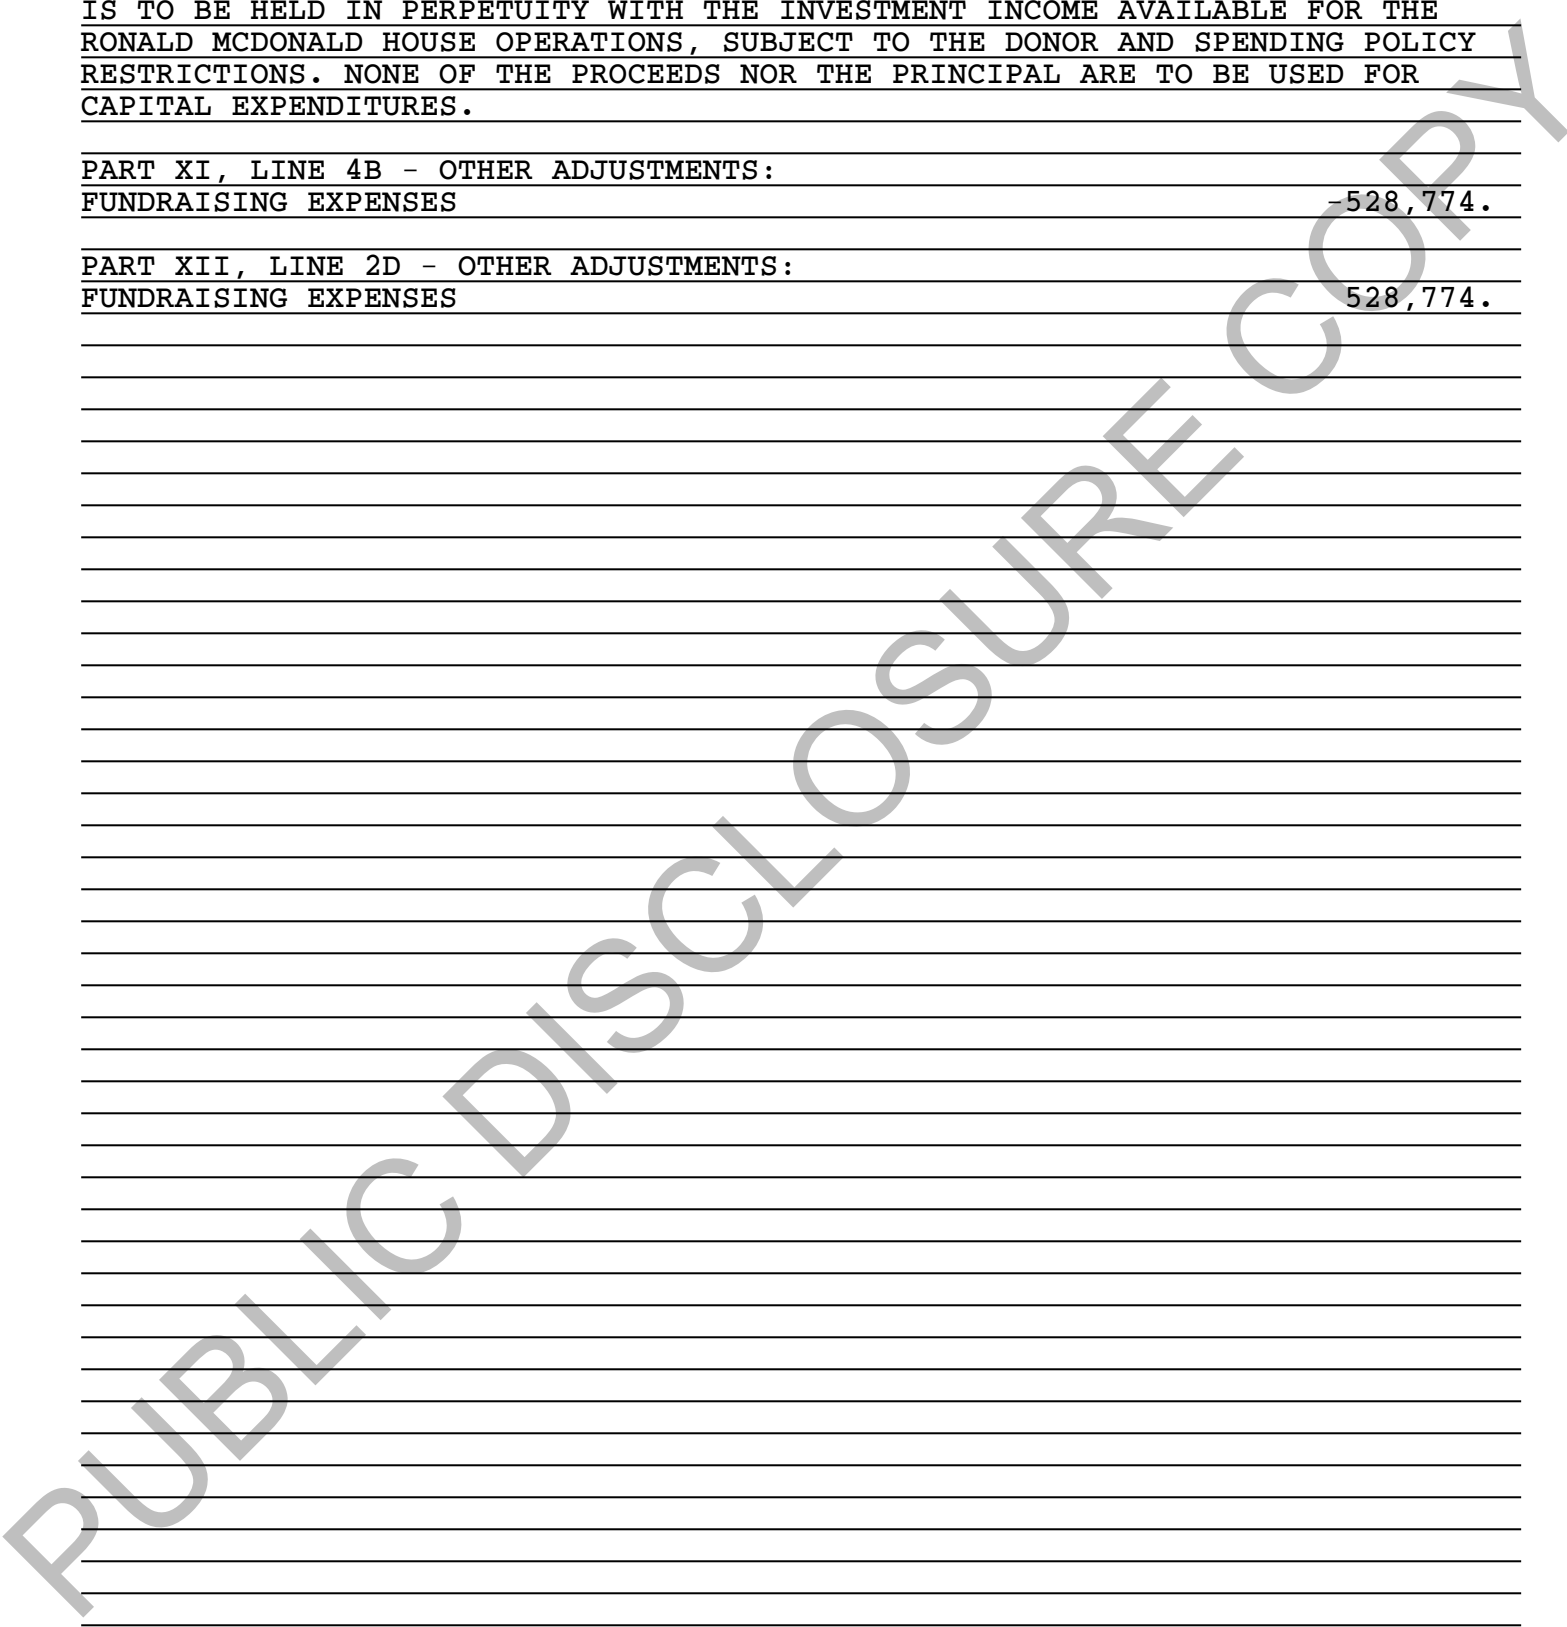 IS TO BE HELD IN PERPETUITY WITH THE INVESTMENT INCOME AVAILABLE FOR THE
RONALD MCDONALD HOUSE OPERATIONS, SUBJECT TO THE DONOR AND SPENDING POLICY
RESTRICTIONS. NONE OF THE PROCEEDS NOR THE PRINCIPAL ARE TO BE USED FOR
CAPITAL EXPENDITURES.
PART XI, LINE 4B - OTHER ADJUSTMENTS:
FUNDRAISING EXPENSES -528,774.
PART XII, LINE 2D - OTHER ADJUSTMENTS:
FUNDRAISING EXPENSES 528,774.
PUBLIC DISCLOSURE COPY